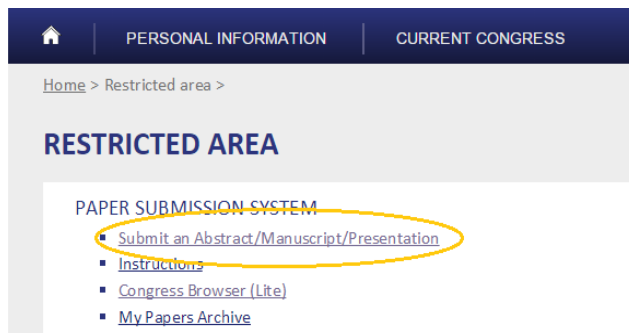 PERSONAL INFORMATION CURRENT CONGRESS
Home > Restricted area >
RESTRICTED AREA
PAPER SUBMISSION SYSTEM
Submit an Abstract/Manuscript/Presentation
Instructions
Congress Browser (Lite)
My Papers Archive